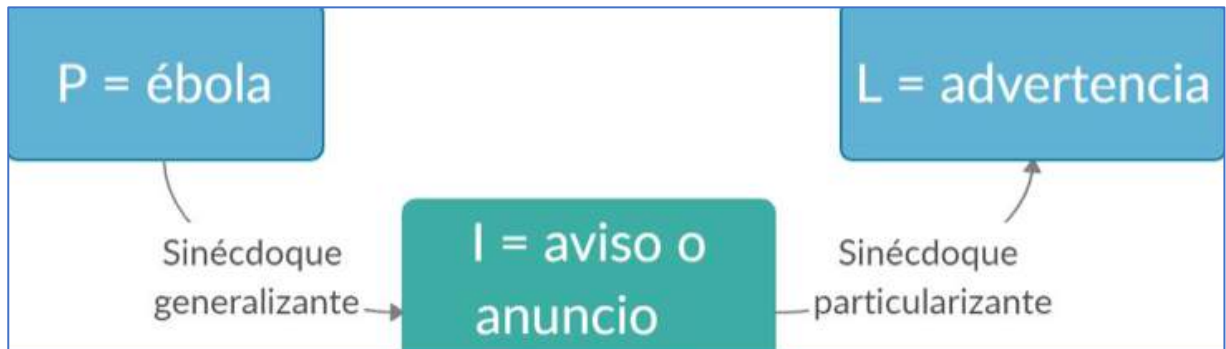 P = ébola
L = advertencia
I = aviso o
anuncio
Sinécdoque
generalizante
Sinécdoque
particularizante